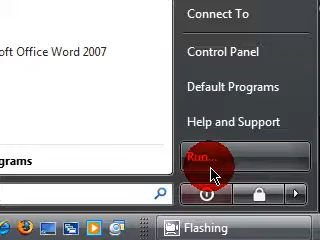 Connect To
oft Office Word 2007
Control Panel
Default Programs
Help and Support
Run...
grams
Flashing